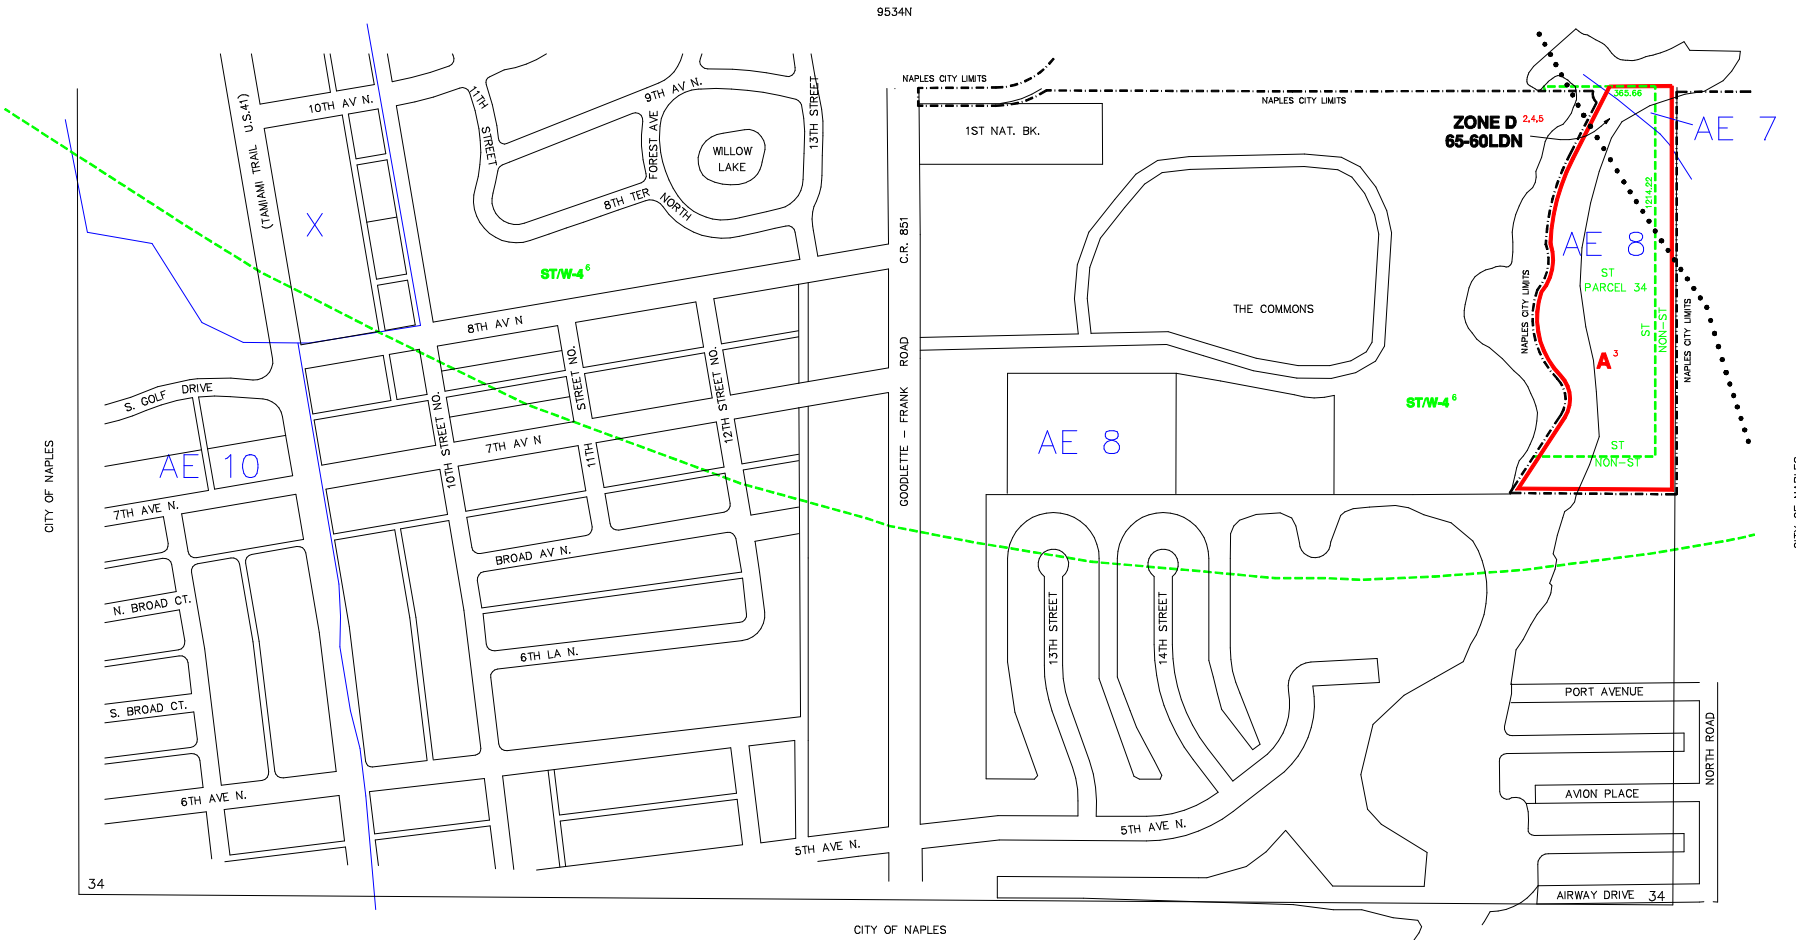 9534N
NAPLES CITY LIMITS
NAPLES CITY LIMITS
10TH AV N.
9TH AV N.
11TH STREET
13TH STREET
(TAMIAMI TRAIL U.S.41)
FOREST AVE
WILLOW
LAKE
8TH TER NORTH
1ST NAT. BK.
365.66
ZONE D 2,4,5
65-60LDN
AE 7
1214.22
X
C.R. 851
AE 8
ST/W-4 6
ST
PARCEL 34
NAPLES CITY LIMITS
THE COMMONS
ST
NON-ST
NAPLES CITY LIMITS
8TH AV N
STREET NO.
12TH STREET NO.
ROAD
A 3
S. GOLF DRIVE
10TH STREET NO.
GOODLETTE - FRANK
ST/W-4 6
7TH AV N
11TH
AE 8
AE 10
ST
NON-ST
CITY OF NAPLES
7TH AVE N.
BROAD AV N.
N. BROAD CT.
13TH STREET
14TH STREET
6TH LA N.
PORT AVENUE
S. BROAD CT.
NORTH ROAD
6TH AVE N.
AVION PLACE
5TH AVE N.
5TH AVE N.
34
AIRWAY DRIVE
34
CITY OF NAPLES